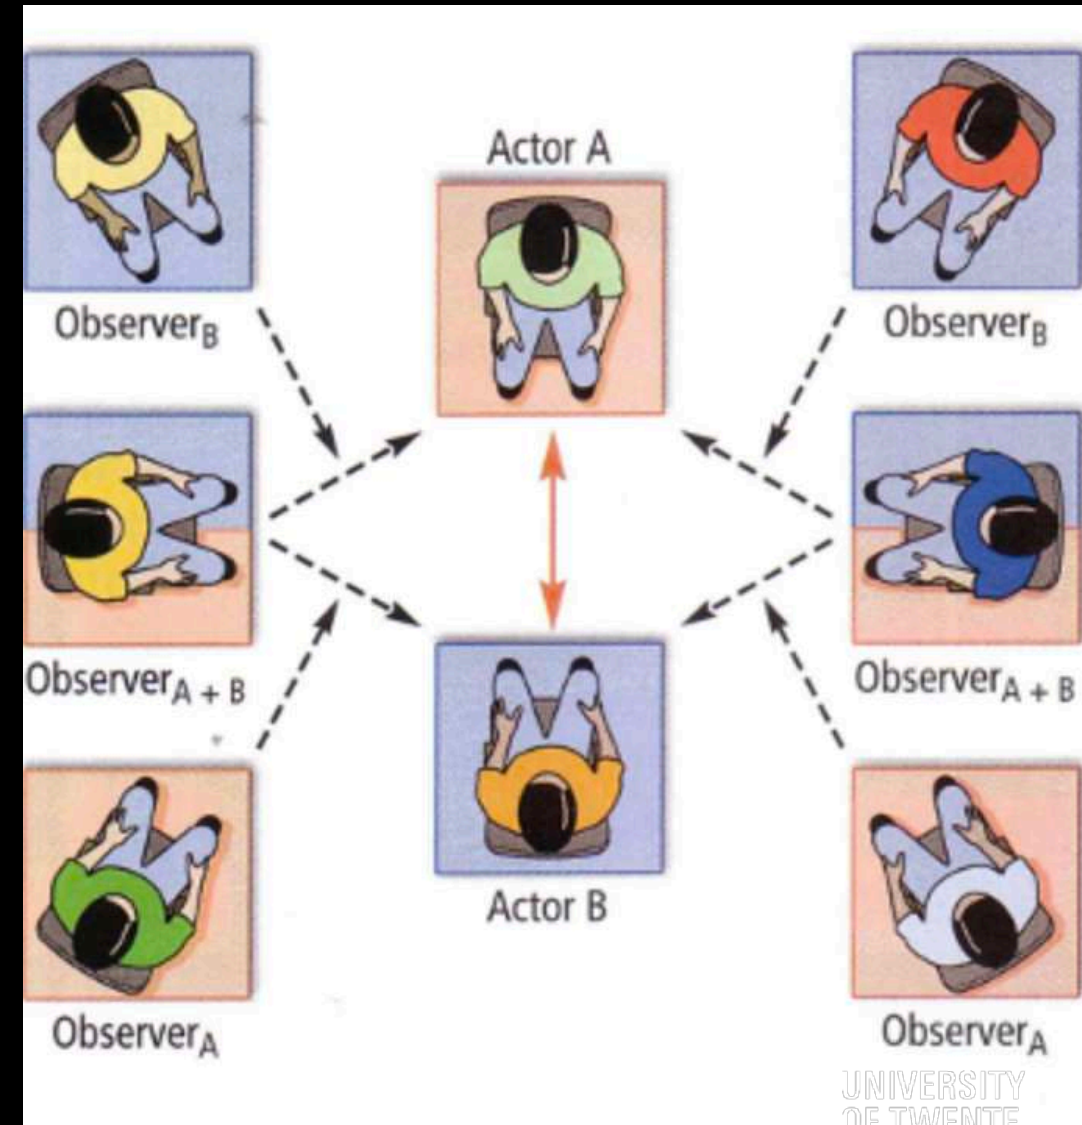 Actor A
Observer_B
Observer_B
Observer_A + B
Observer_A + B
Actor B
Observer_A
Observer_A
UNIVERSITY
OF TWENTE